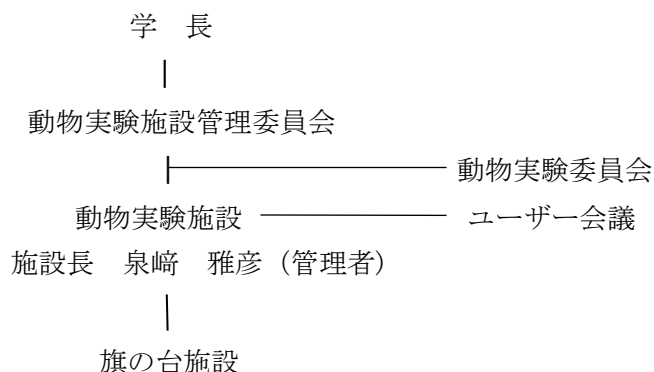 学　長
動物実験施設管理委員会
動物実験委員会
動物実験施設　ユーザー会議
施設長　泉﨑　雅彦（管理者）
旗の台施設